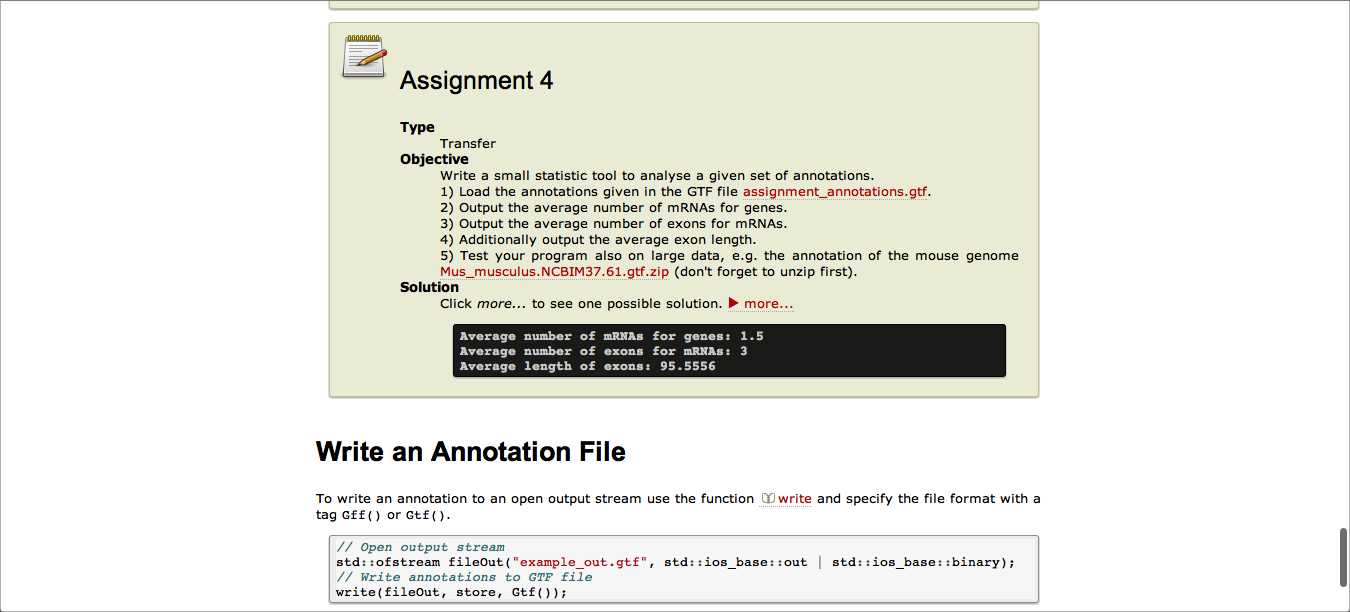 Assignment 4
Type
Transfer
Objective
Write a small statistic tool to analyse a given set of annotations.
1) Load the annotations given in the GTF file assignment_annotations.gtf.
2) Output the average number of mRNAs for genes.
3) Output the average number of exons for mRNAs.
4) Additionally output the average exon length.
5) Test your program also on large data, e.g. the annotation of the mouse genome
Mus_musculus.NCBIM37.61.gtf.zip (don't forget to unzip first).
Solution
Click more... to see one possible solution. ▶ more...
Average number of mRNAs for genes: 1.5
Average number of exons for mRNAs: 3
Average length of exons: 95.5556
Write an Annotation File
To write an annotation to an open output stream use the function write and specify the file format with a
tag Gff() or Gtf().
// Open output stream
std::ofstream fileOut("example_out.gtf", std::ios_base::out | std::ios_base::binary);
// Write annotations to GTF file
write(fileOut, store, Gtf());